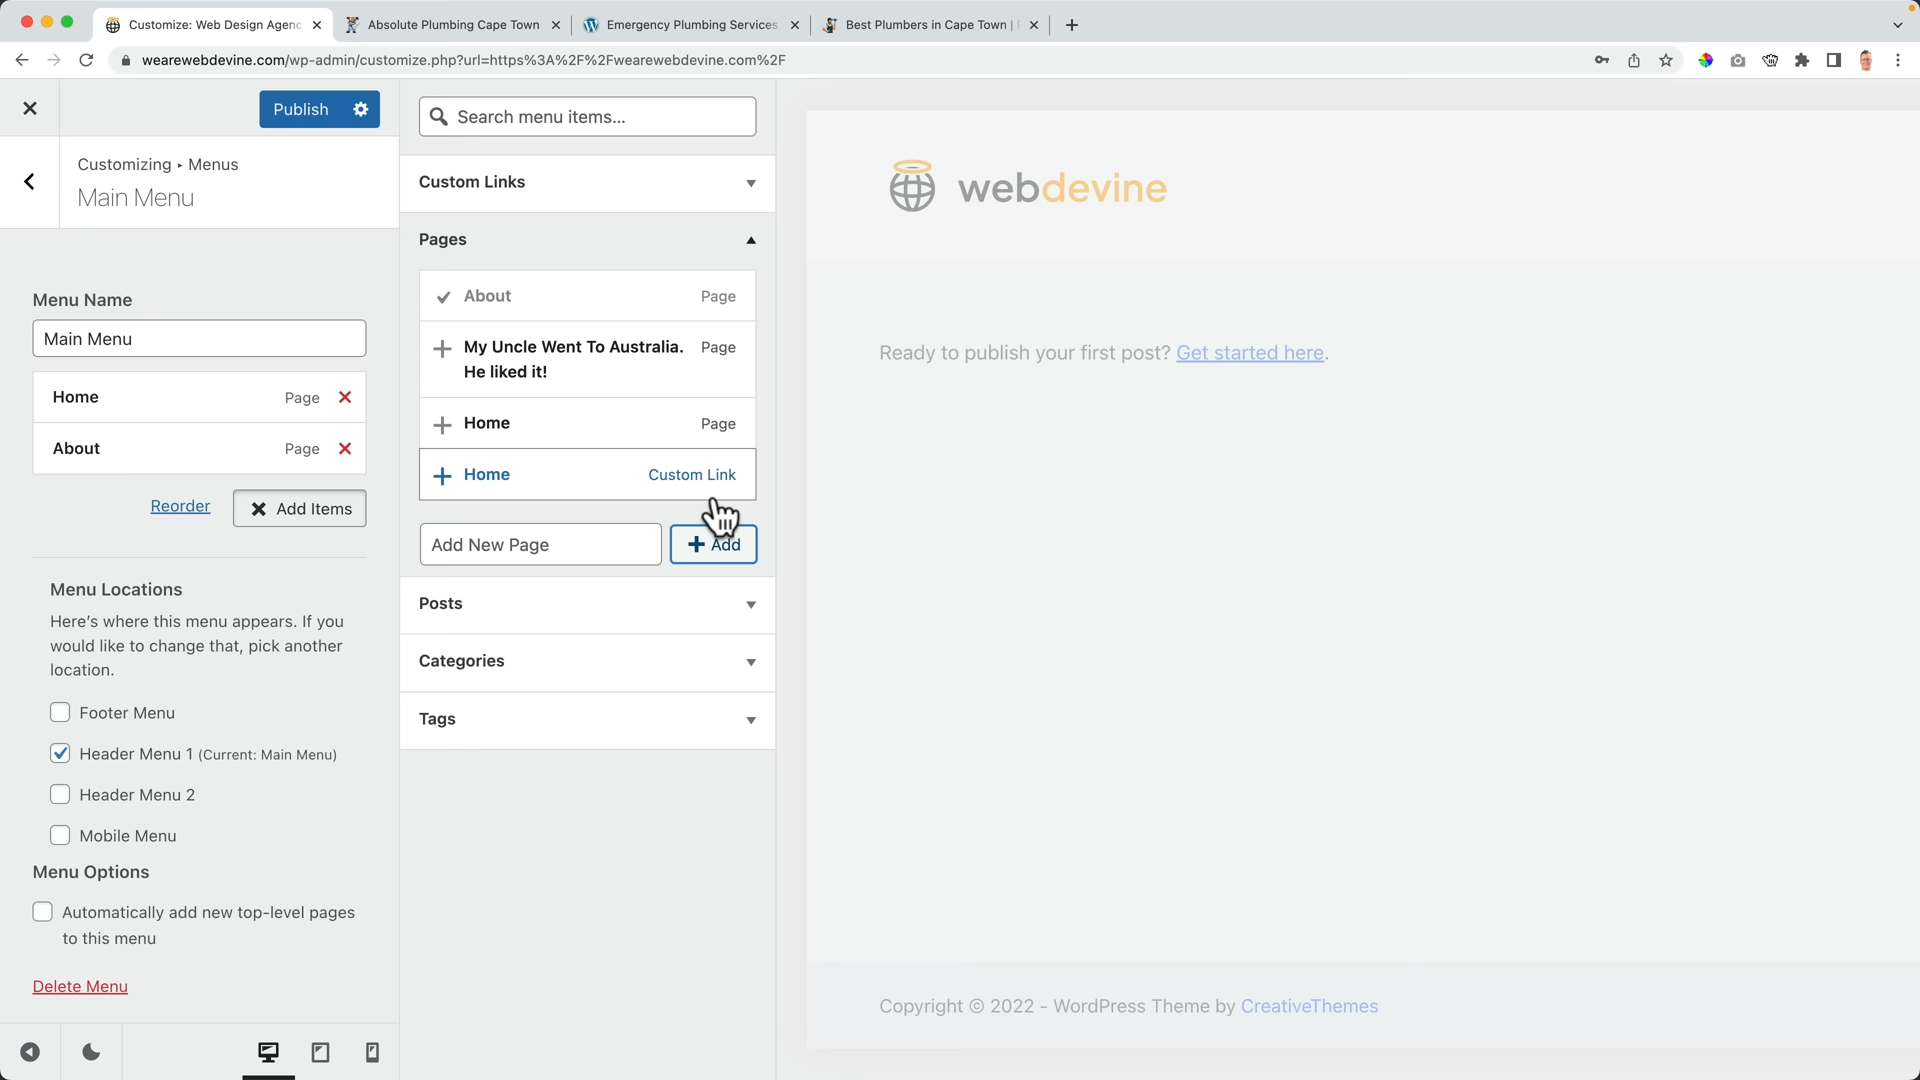 Customize: Web Design Agenc
Absolute Plumbing Cape Town
Emergency Plumbing Services
Best Plumbers in Cape Town |
wearewebdevine.com/wp-admin/customize.php?url=https%3A%2F%2Fwearewebdevine.com%2F
Publish
Customizing ▸ Menus
Main Menu
Menu Name
Main Menu
Home Page
About Page
Reorder
Add Items
Menu Locations
Here's where this menu appears. If you
would like to change that, pick another
location.
Footer Menu
Header Menu 1 (Current: Main Menu)
Header Menu 2
Mobile Menu
Menu Options
Automatically add new top-level pages
to this menu
Delete Menu
Search menu items...
Custom Links
Pages
About Page
My Uncle Went To Australia. Page
He liked it!
Home Page
Home Custom Link
Add New Page
Add
Posts
Categories
Tags
webdevine
Ready to publish your first post? Get started here.
Copyright © 2022 - WordPress Theme by CreativeThemes